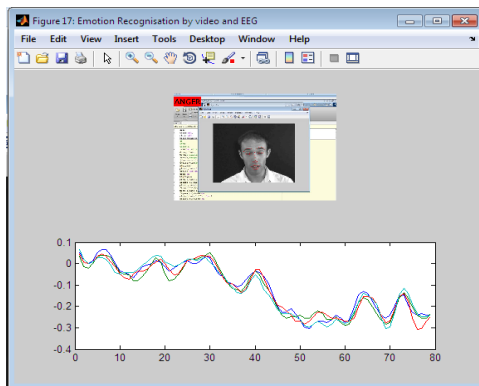 Figure 17: Emotion Recognisation by video and EEG
File Edit View Insert Tools Desktop Window Help
ANGER
0.1
0
-0.1
-0.2
-0.3
-0.4
0 10 20 30 40 50 60 70 80